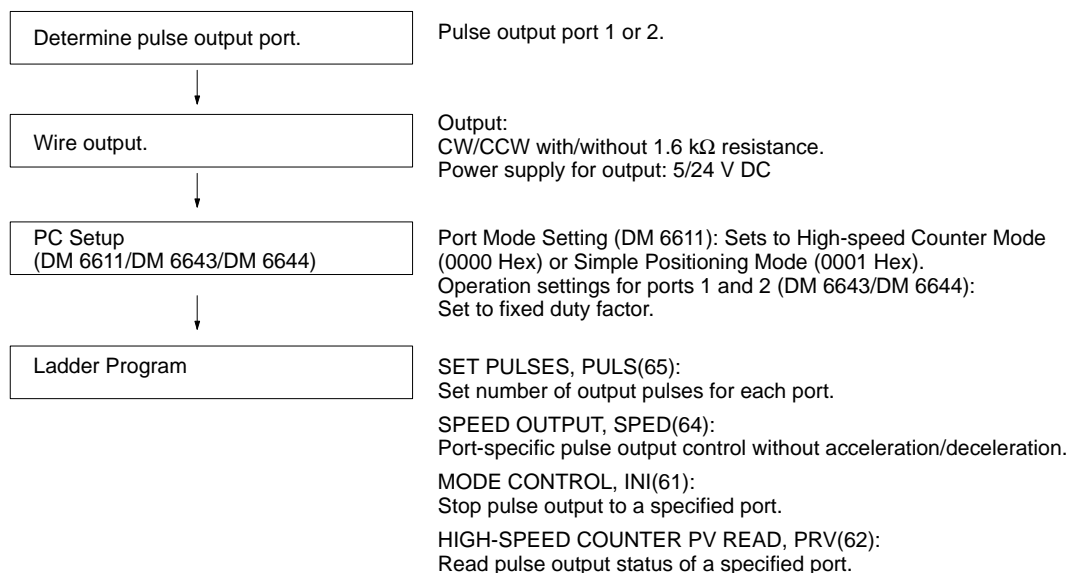 Determine pulse output port.
Pulse output port 1 or 2.
Wire output.
Output:
CW/CCW with/without 1.6 kΩ resistance.
Power supply for output: 5/24 V DC
PC Setup
(DM 6611/DM 6643/DM 6644)
Port Mode Setting (DM 6611): Sets to High-speed Counter Mode
(0000 Hex) or Simple Positioning Mode (0001 Hex).
Operation settings for ports 1 and 2 (DM 6643/DM 6644):
Set to fixed duty factor.
Ladder Program
SET PULSES, PULS(65):
Set number of output pulses for each port.
SPEED OUTPUT, SPED(64):
Port-specific pulse output control without acceleration/deceleration.
MODE CONTROL, INI(61):
Stop pulse output to a specified port.
HIGH-SPEED COUNTER PV READ, PRV(62):
Read pulse output status of a specified port.